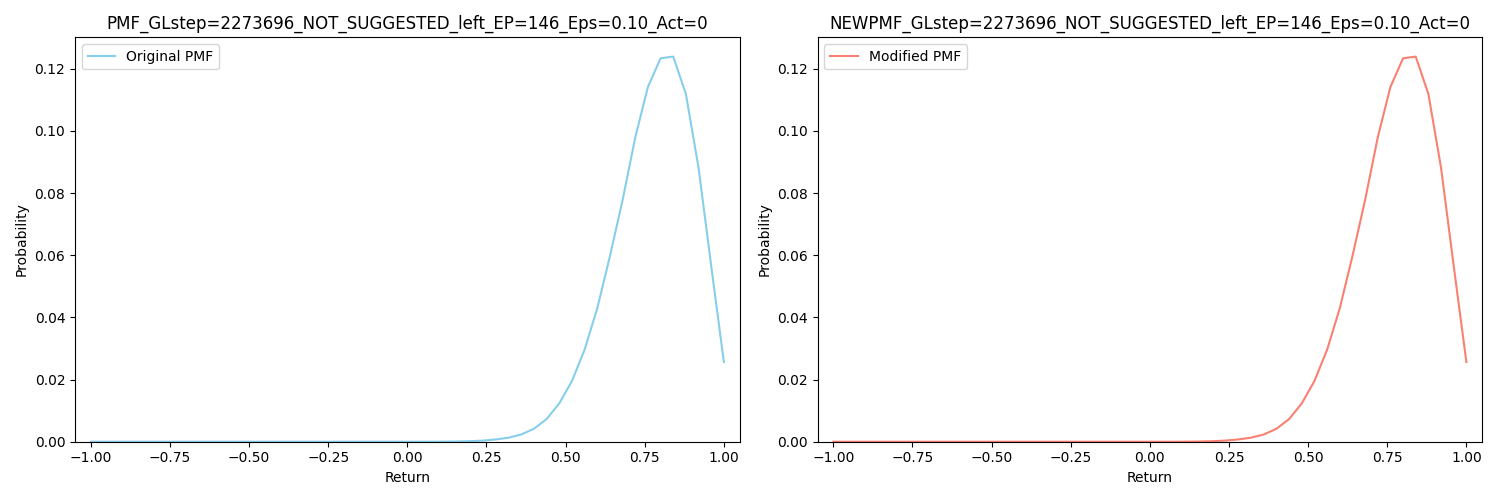 PMF_GLstep=2273696_NOT_SUGGESTED_left_EP=146_Eps=0.10_Act=0
Original PMF
Probability
0.12
0.10
0.08
0.06
0.04
0.02
0.00
−1.00 −0.75 −0.50 −0.25 0.00 0.25 0.50 0.75 1.00
Return
NEWPMF_GLstep=2273696_NOT_SUGGESTED_left_EP=146_Eps=0.10_Act=0
Modified PMF
Probability
0.12
0.10
0.08
0.06
0.04
0.02
0.00
−1.00 −0.75 −0.50 −0.25 0.00 0.25 0.50 0.75 1.00
Return